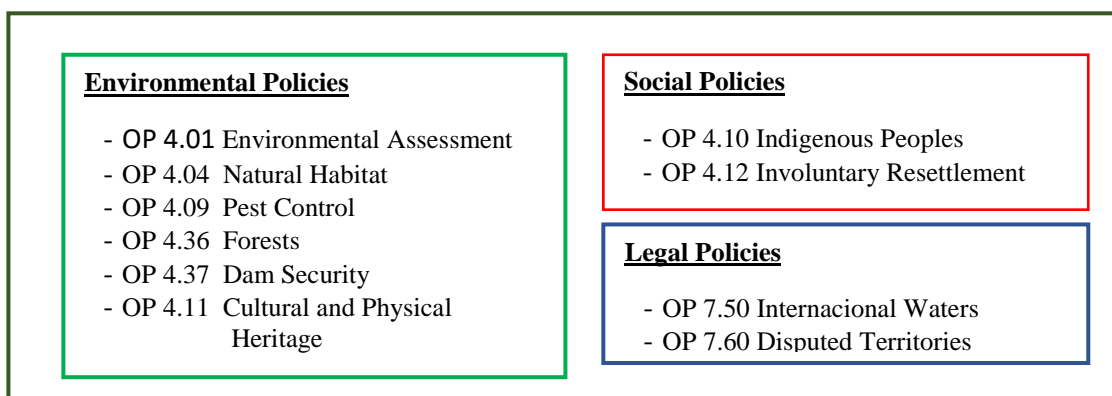 Environmental Policies
- OP 4.01 Environmental Assessment
- OP 4.04 Natural Habitat
- OP 4.09 Pest Control
- OP 4.36 Forests
- OP 4.37 Dam Security
- OP 4.11 Cultural and Physical
Heritage
Social Policies
- OP 4.10 Indigenous Peoples
- OP 4.12 Involuntary Resettlement
Legal Policies
- OP 7.50 Internacional Waters
- OP 7.60 Disputed Territories